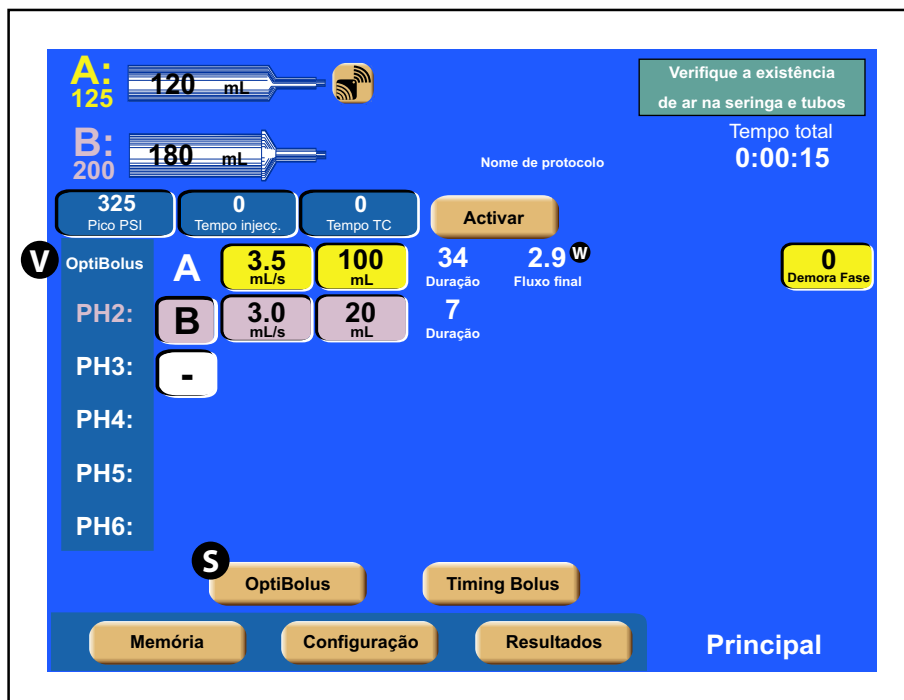 A:
125
120 mL
Verifique a existência
de ar na seringa e tubos
B:
200
180 mL
Nome de protocolo
Tempo total
0:00:15
325
Pico PSI
0
Tempo injecç.
0
Tempo TC
Activar
V
OptiBolus
A
3.5
mL/s
100
mL
34
Duração
2.9
Fluxo final
W
0
Demora Fase
PH2:
B
3.0
mL/s
20
mL
7
Duração
PH3:
-
PH4:
PH5:
PH6:
S
OptiBolus
Timing Bolus
Memória
Configuração
Resultados
Principal